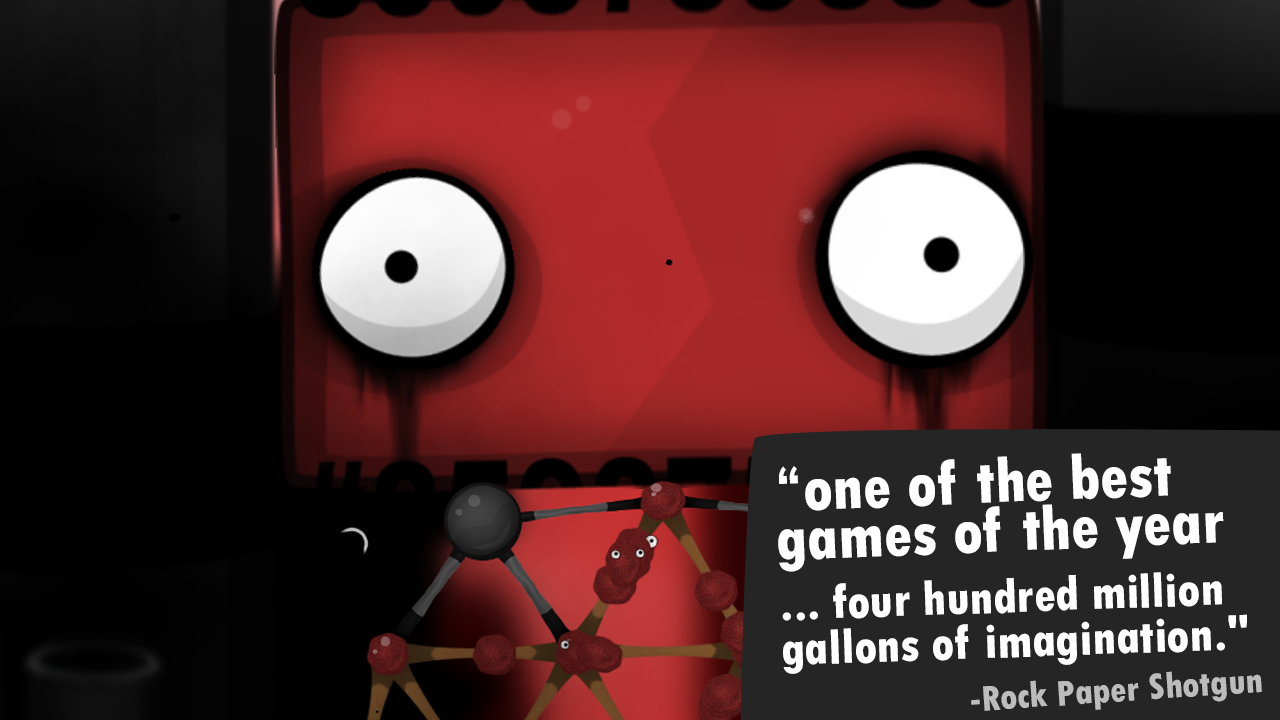 “one of the best
games of the year
... four hundred million
gallons of imagination."
-Rock Paper Shotgun